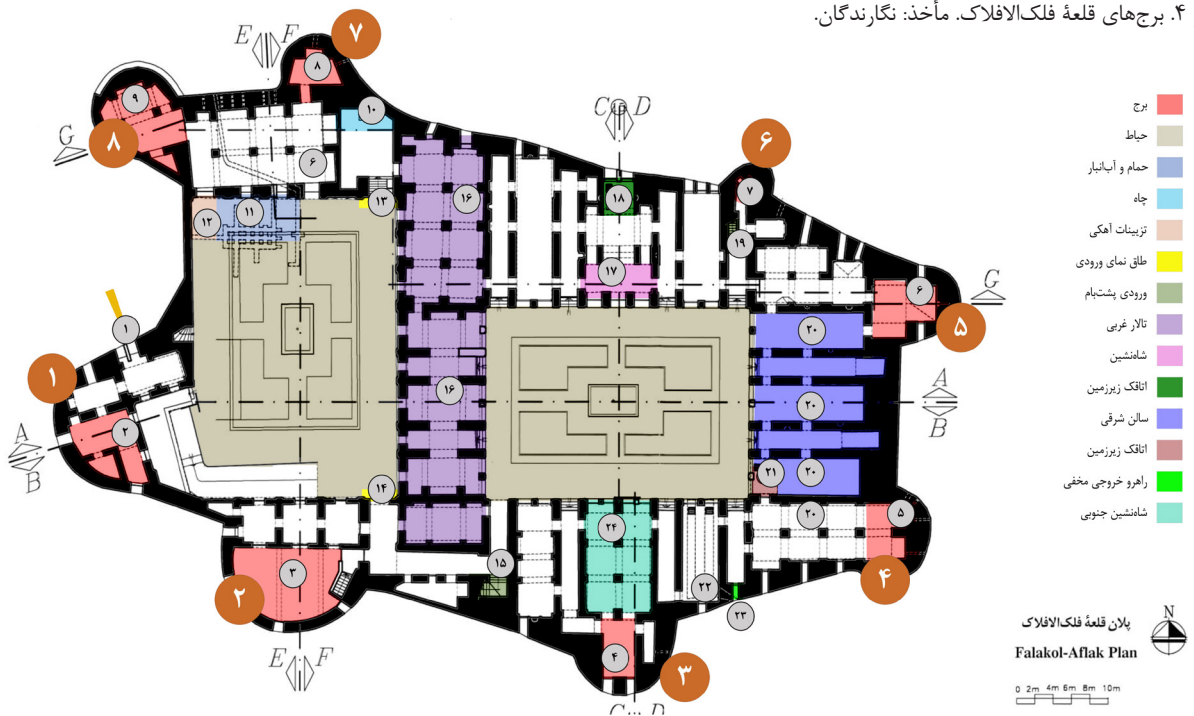 ۴. برج‌های قلعهٔ فلک‌الافلاک. مأخذ: نگارندگان.
E F
۷
۸
۹
۱۰
C D
G
۸
۶
۶
۷
برج
حیاط
حمام و آب‌انبار
چاه
تزیینات آهکی
طاق نمای ورودی
ورودی پشت‌بام
تالار غربی
شاه‌نشین
اتاقک زیرزمین
سالن شرقی
اتاقک زیرزمین
راهرو خروجی مخفی
شاه‌نشین جنوبی
۱۲
۱۱
۱۳
۱۶
۱۸
۱۹
۱۷
۶
G
۵
۱
۲۰
۱
۱۶
۲۰
A
B
A
B
۲
۲۱
۲۰
۱۴
۲۴
۲۰
۵
۳
۱۵
۲۲
۲۳
۴
۲
E F
۴
۳
C D
پلان قلعهٔ فلک‌الافلاک
Falakol-Aflak Plan
N
0 2m 4m 6m 8m 10m